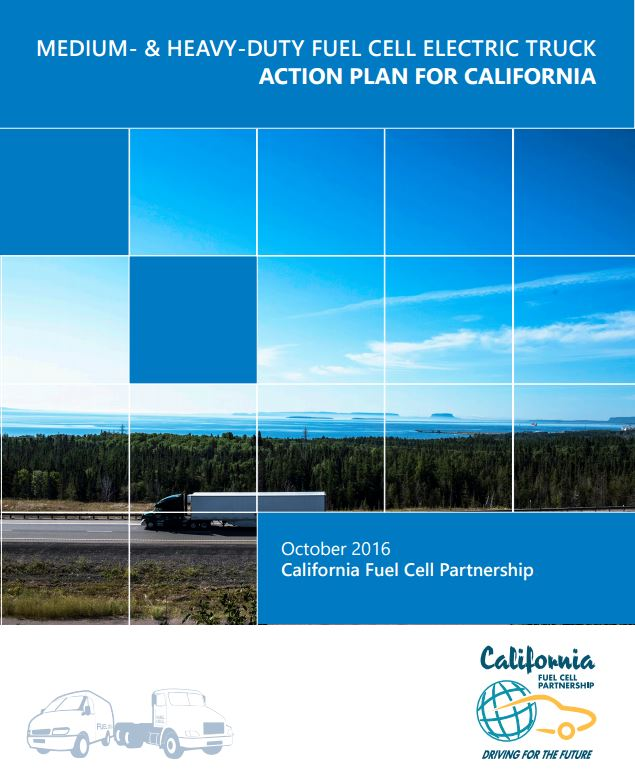 MEDIUM- & HEAVY-DUTY FUEL CELL ELECTRIC TRUCK
ACTION PLAN FOR CALIFORNIA
October 2016
California Fuel Cell Partnership
California
FUEL CELL
PARTNERSHIP
DRIVING FOR THE FUTURE